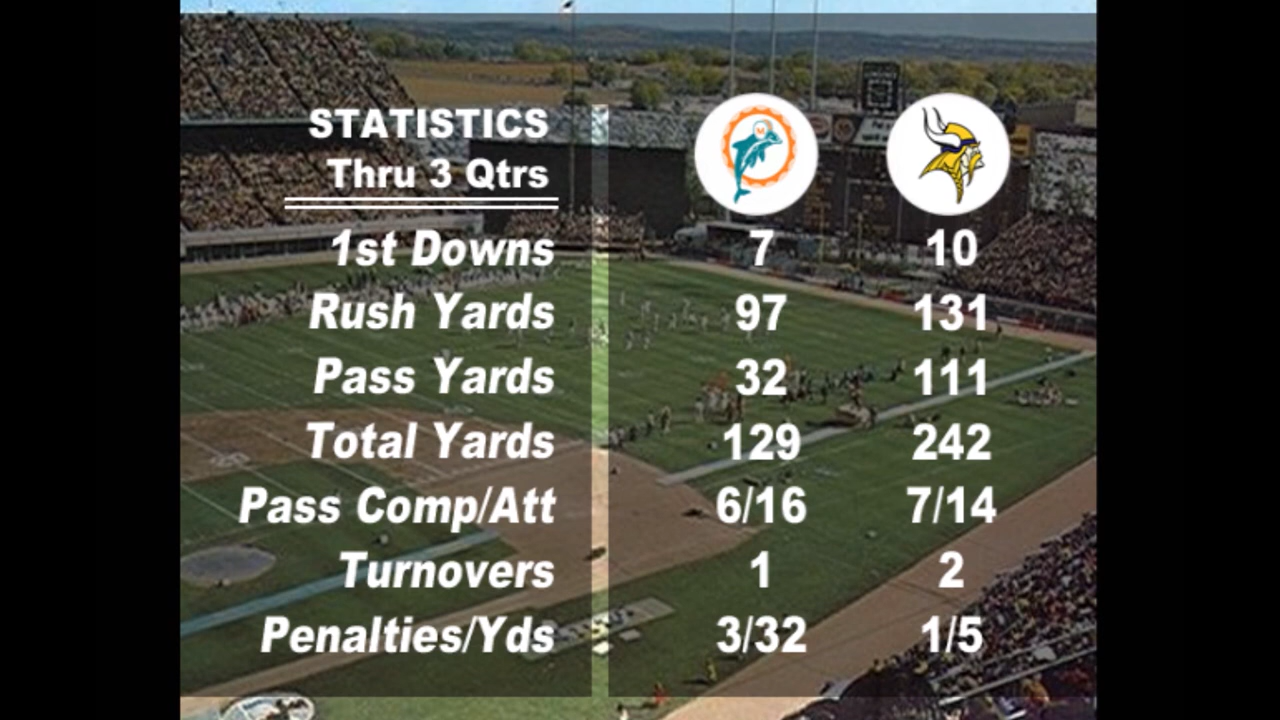 STATISTICS
Thru 3 Qtrs
1st Downs 7 10
Rush Yards 97 131
Pass Yards 32 111
Total Yards 129 242
Pass Comp/Att 6/16 7/14
Turnovers 1 2
Penalties/Yds 3/32 1/5